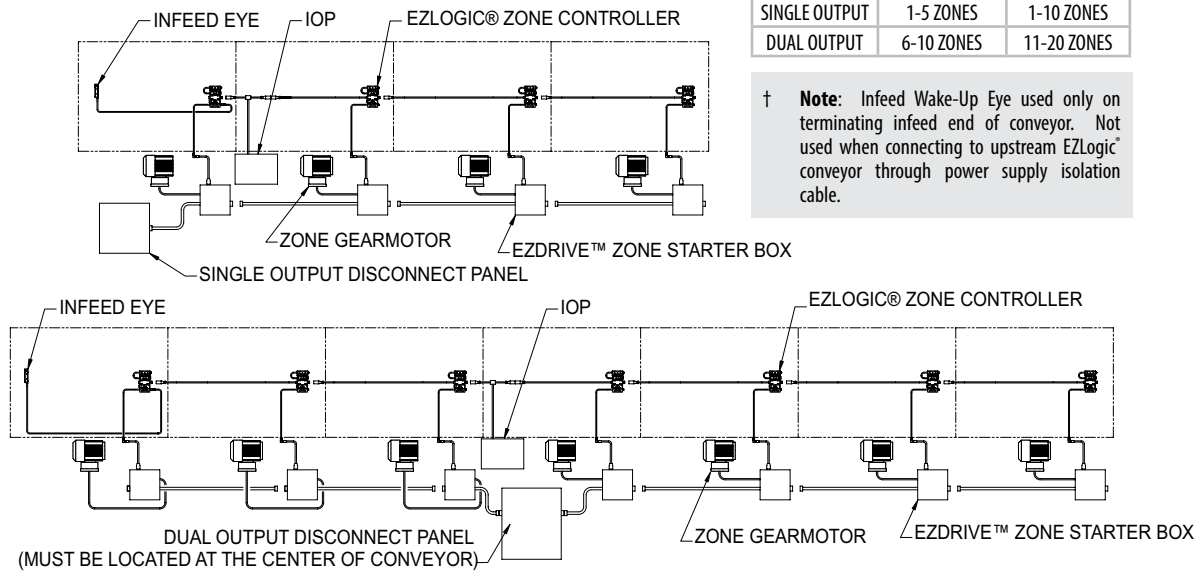 INFEED EYE
IOP
EZLOGIC® ZONE CONTROLLER
ZONE GEARMOTOR
EZDRIVE™ ZONE STARTER BOX
SINGLE OUTPUT DISCONNECT PANEL
SINGLE OUTPUT 1-5 ZONES 1-10 ZONES
DUAL OUTPUT 6-10 ZONES 11-20 ZONES
† Note: Infeed Wake-Up Eye used only on
terminating infeed end of conveyor. Not
used when connecting to upstream EZLogic®
conveyor through power supply isolation
cable.
INFEED EYE
IOP
EZLOGIC® ZONE CONTROLLER
DUAL OUTPUT DISCONNECT PANEL
(MUST BE LOCATED AT THE CENTER OF CONVEYOR)
ZONE GEARMOTOR
EZDRIVE™ ZONE STARTER BOX